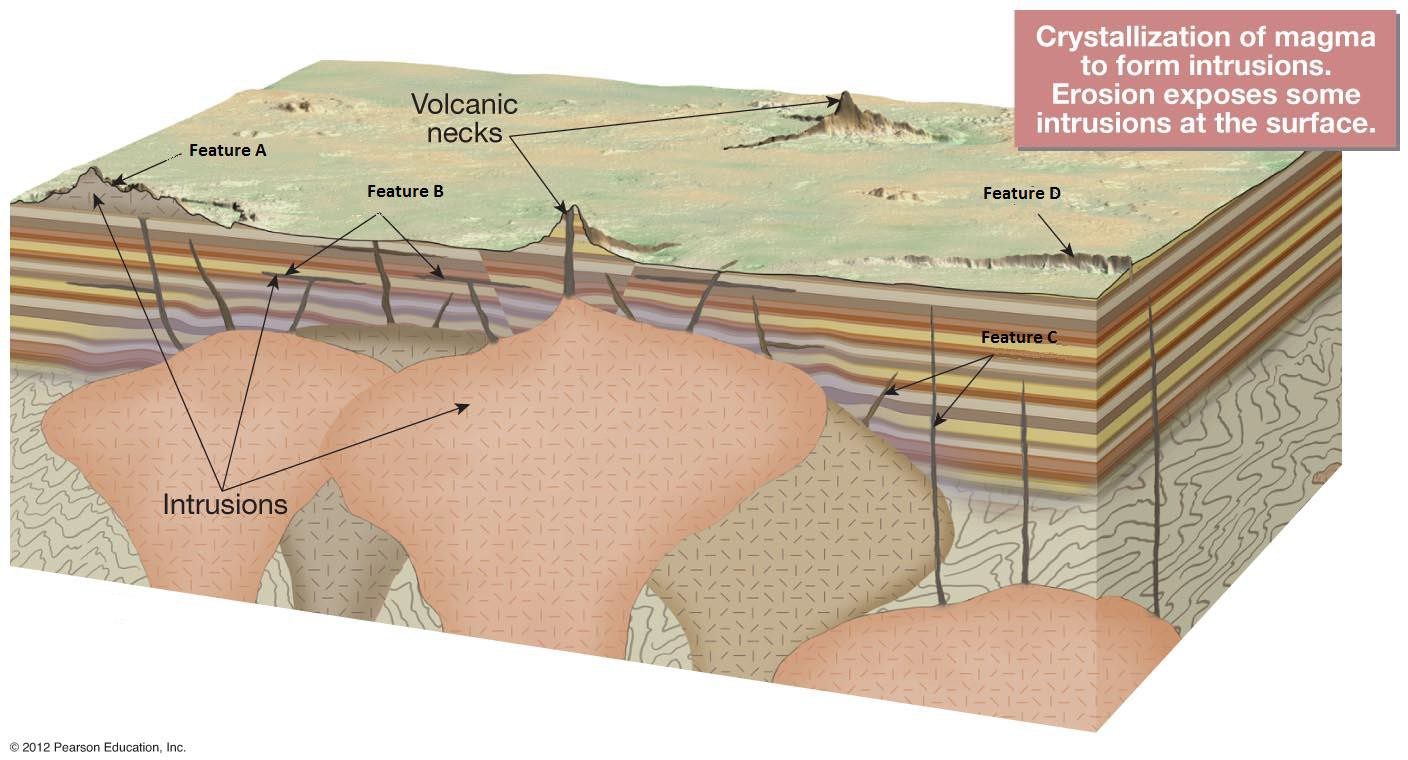 Crystallization of magma
to form intrusions.
Erosion exposes some
intrusions at the surface.
Volcanic
necks
Feature A
Feature B
Feature D
Feature C
Intrusions
© 2012 Pearson Education, Inc.